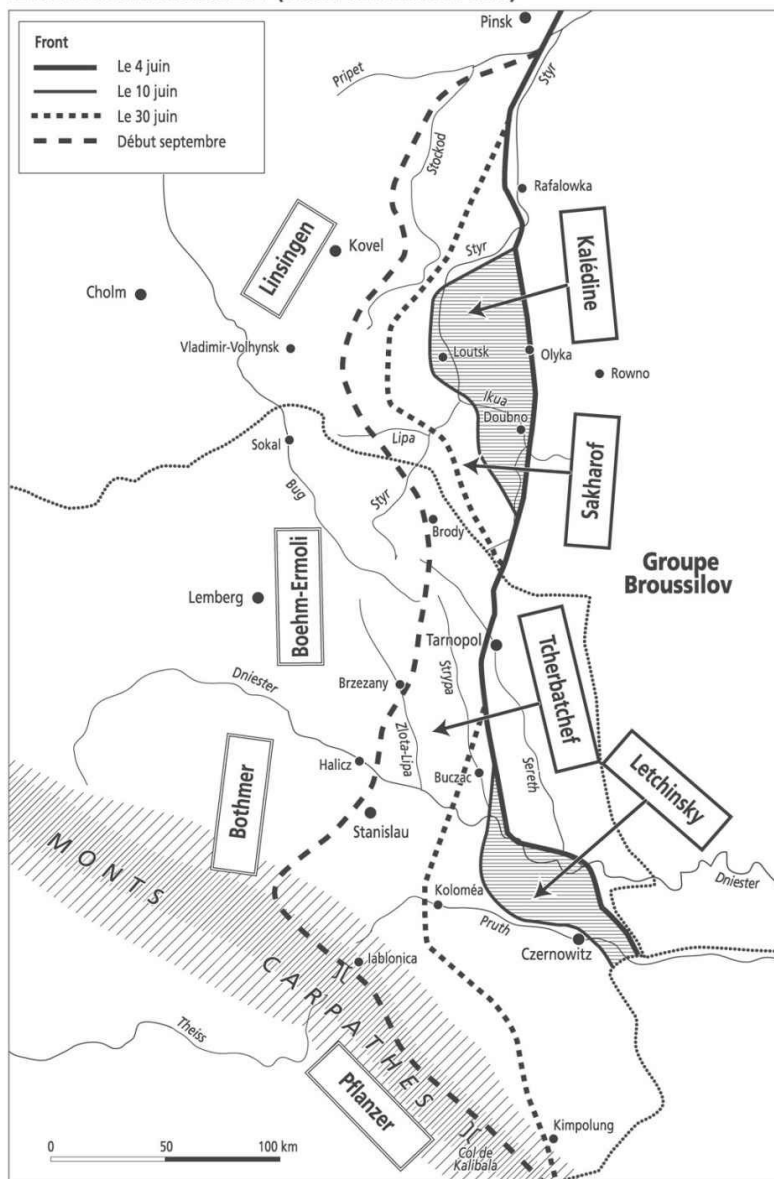 Front
Le 4 juin
Le 10 juin
Le 30 juin
Début septembre
Pinsk
Pripet
Styr
Stockod
Rafalowka
Linsingen
Kovel
Styr
Kalédine
Cholm
Vladimir-Volhynsk
Loutsk
Olyka
Rowno
Ikua
Doubno
Sokal
Lipa
Sakharof
Bug
Styr
Brody
Groupe
Broussilov
Lemberg
Boehm-Ermoli
Tarnopol
Tcherbatchef
Dniester
Brzezany
Strypa
Zlota-Lipa
Halicz
Buczac
Sereth
Letchinsky
Bothmer
Stanislau
MONTS
CARPATHES
Koloméa
Dniester
Pruth
Czernowitz
Iablonica
Theiss
Pflanzer
Kimpolung
Col de
Kalibala
0 50 100 km